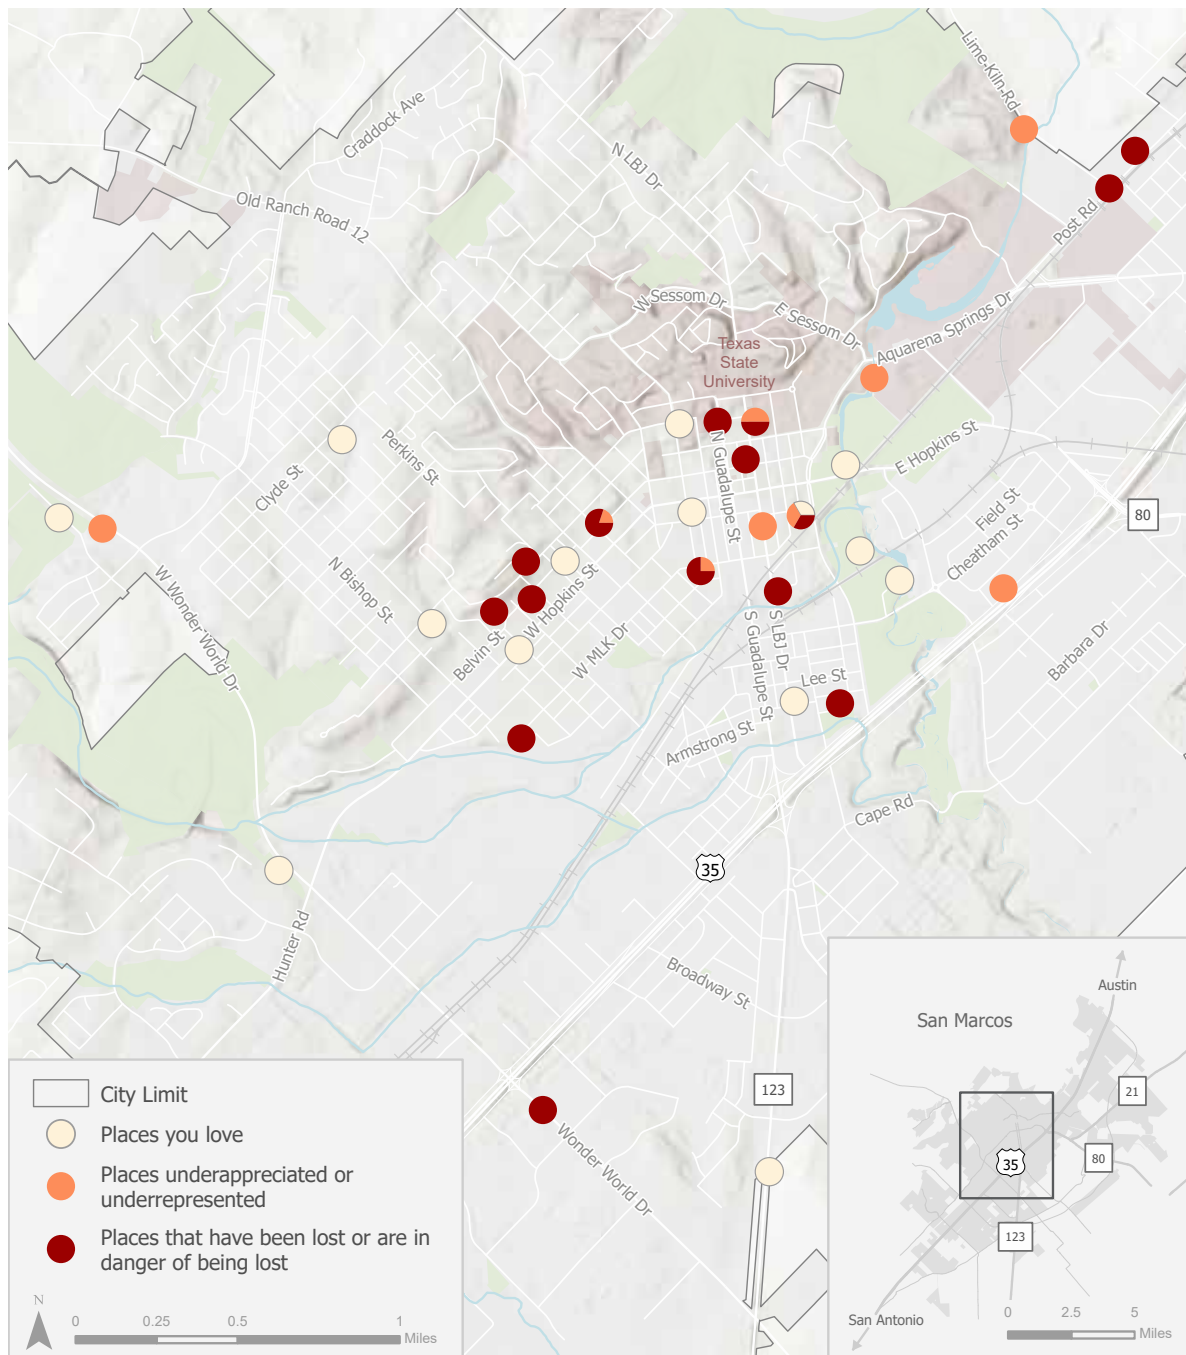 Lime-Kiln-Rd
Craddock Ave
N LBJ Dr
Old Ranch Road 12
Post Rd
W Sessom Dr
E Sessom Dr
Aquarena Springs Dr
Texas
State
University
Perkins St
N Guadalupe St
E Hopkins St
Clyde St
Field St
80
Cheatham St
N Bishop St
W Wonder World Dr
W Hopkins St
Belvin St
W MLK Dr
S Guadalupe St
S LBJ Dr
Lee St
Barbara Dr
Armstrong St
Cape Rd
35
Hunter Rd
Broadway St
123
Wonder World Dr
City Limit
Places you love
Places underappreciated or
underrepresented
Places that have been lost or are in
danger of being lost
N
0 0.25 0.5 1
Miles
Austin
San Marcos
21
80
35
123
San Antonio
0 2.5 5
Miles